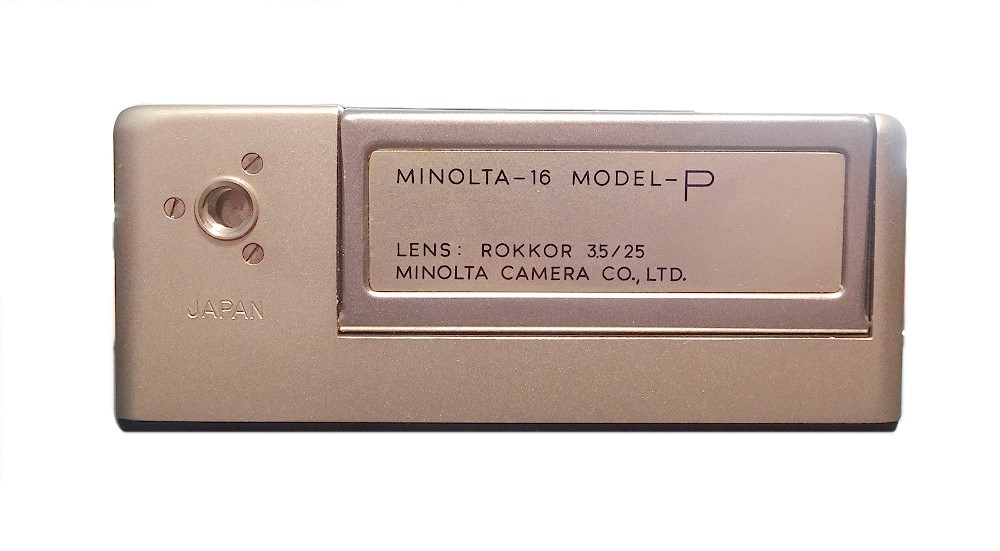 MINOLTA-16 MODEL-P
LENS: ROKKOR 3.5/25
MINOLTA CAMERA CO., LTD.
JAPAN